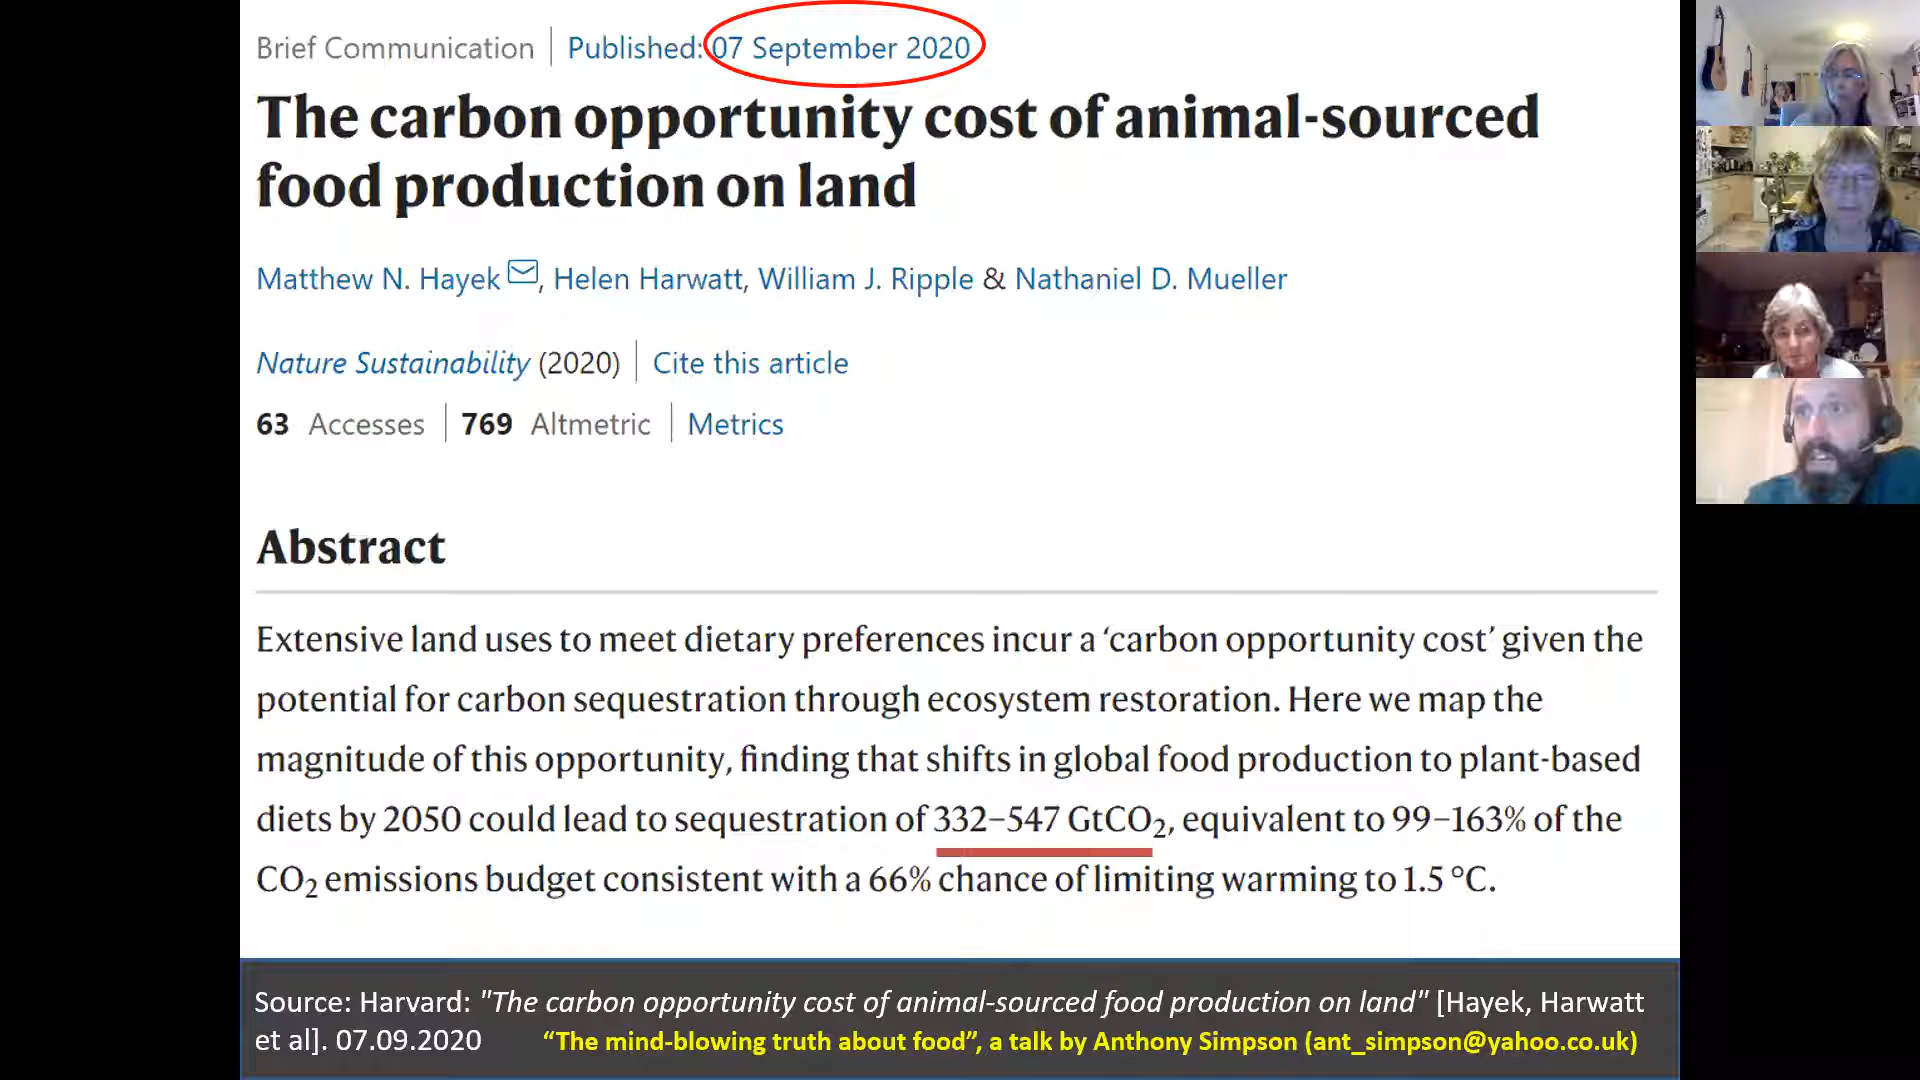 Brief Communication | Published: 07 September 2020
The carbon opportunity cost of animal-sourced
food production on land
Matthew N. Hayek, Helen Harwatt, William J. Ripple & Nathaniel D. Mueller
Nature Sustainability (2020) | Cite this article
63 Accesses | 769 Altmetric | Metrics
Abstract
Extensive land uses to meet dietary preferences incur a ‘carbon opportunity cost’ given the
potential for carbon sequestration through ecosystem restoration. Here we map the
magnitude of this opportunity, finding that shifts in global food production to plant-based
diets by 2050 could lead to sequestration of 332–547 GtCO₂, equivalent to 99–163% of the
CO₂ emissions budget consistent with a 66% chance of limiting warming to 1.5 °C.
Source: Harvard: "The carbon opportunity cost of animal-sourced food production on land" [Hayek, Harwatt
et al]. 07.09.2020 “The mind-blowing truth about food”, a talk by Anthony Simpson (ant_simpson@yahoo.co.uk)